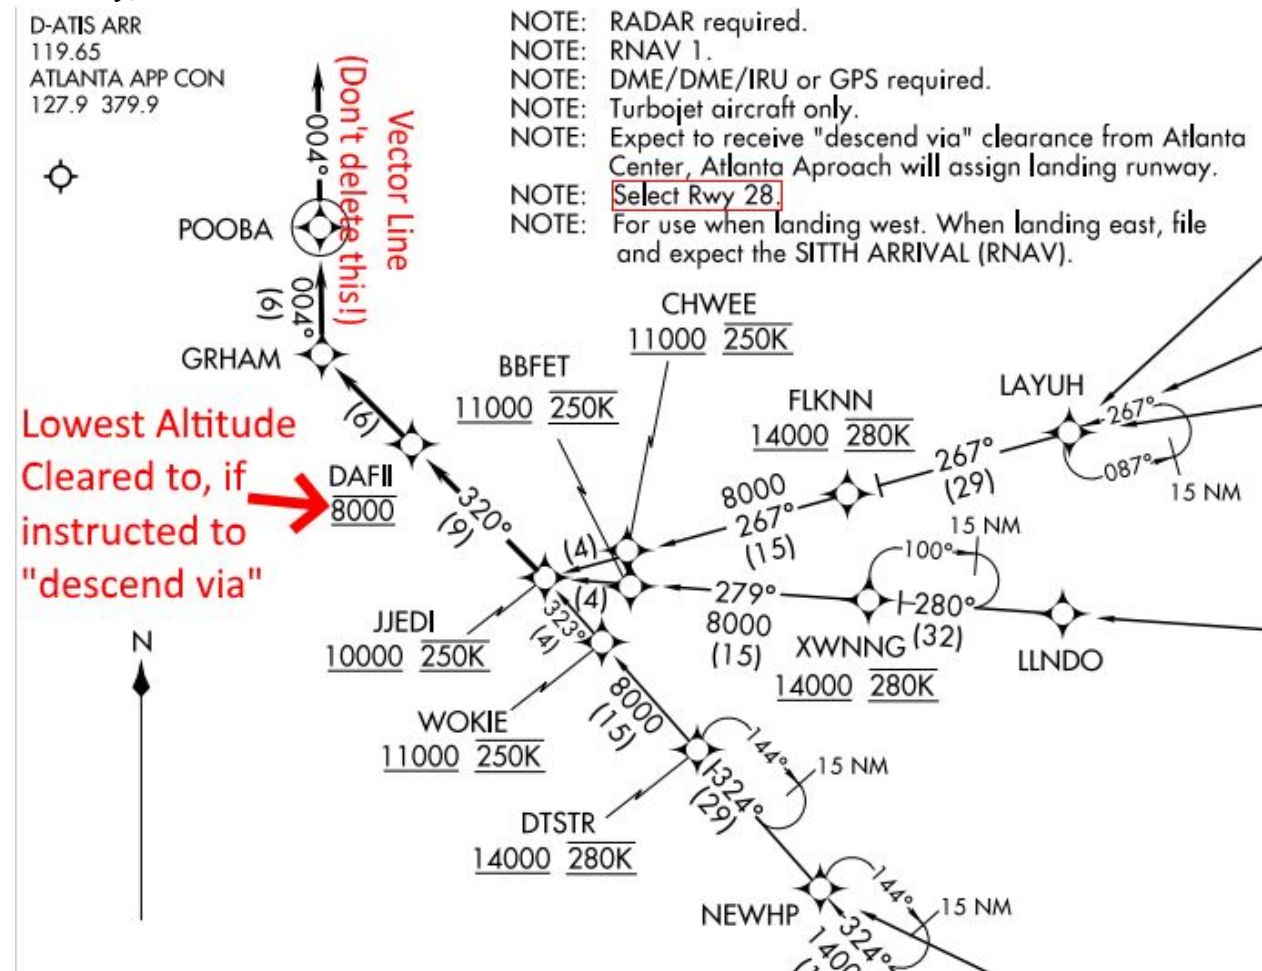 D-ATIS ARR
119.65
ATLANTA APP CON
127.9 379.9
NOTE: RADAR required.
NOTE: RNAV 1.
NOTE: DME/DME/IRU or GPS required.
NOTE: Turbojet aircraft only.
NOTE: Expect to receive "descend via" clearance from Atlanta
Center, Atlanta Aproach will assign landing runway.
NOTE: Select Rwy 28.
NOTE: For use when landing west. When landing east, file
and expect the SITTH ARRIVAL (RNAV).
Vector Line
(Don't delete this!)
004°
POOBA
004°
(6)
GRHAM
(6)
Lowest Altitude
Cleared to, if
instructed to
"descend via"
DAFII
8000
320°
(9)
CHWEE
11000 250K
BBFET
11000 250K
FLKNN
14000 280K
LAYUH
267°
087°
15 NM
267°
(29)
8000
267°
(15)
(4)
15 NM
100°
280°
(32)
279°
8000
(15)
(4)
XWNNG
14000 280K
LLNDO
JJEDI
10000 250K
323°
(4)
WOKIE
11000 250K
8000
(15)
DTSTR
14000 280K
144°
15 NM
324°
(29)
NEWHP
144°
15 NM
324°
N